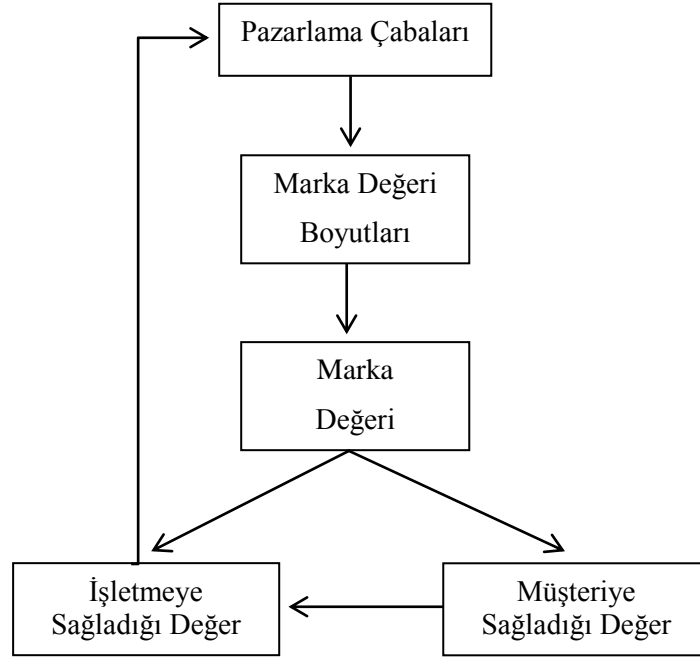 Pazarlama Çabaları
Marka Değeri
Boyutları
Marka
Değeri
İşletmeye
Sağladığı Değer
Müşteriye
Sağladığı Değer